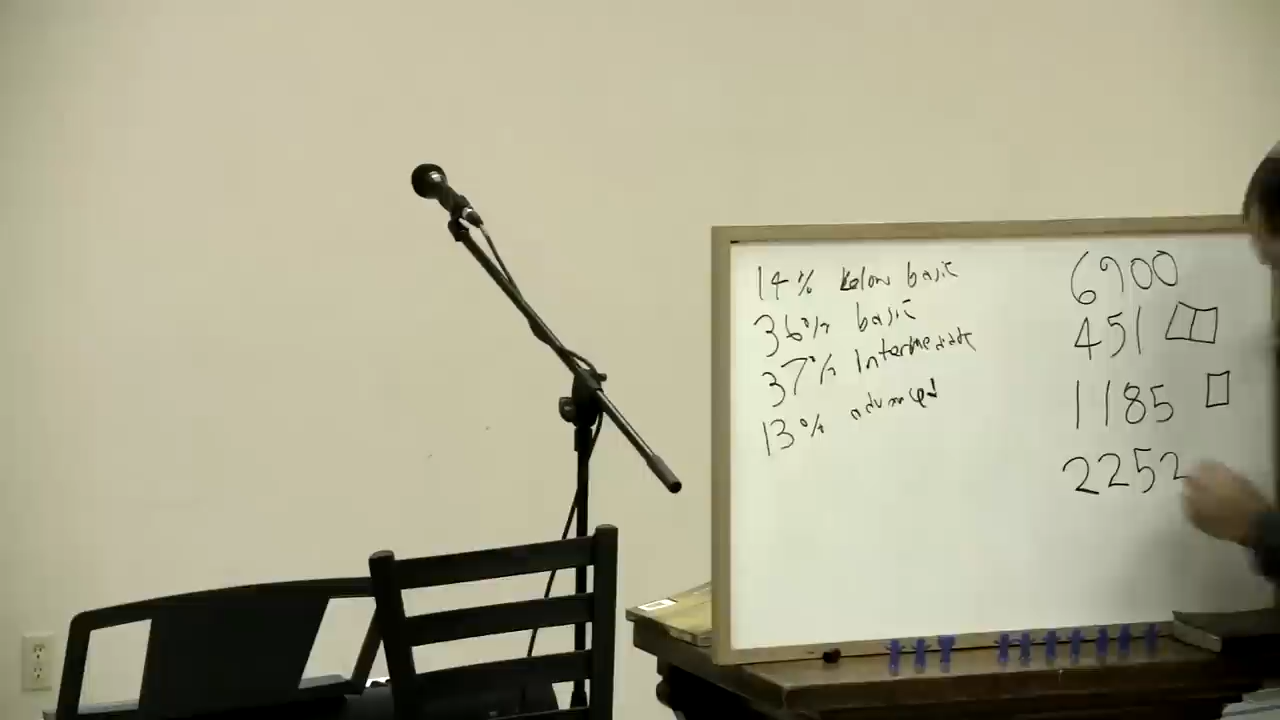 14% below basic
36% basic
37% Intermediate
13% advanced
6900
451
1185
2252